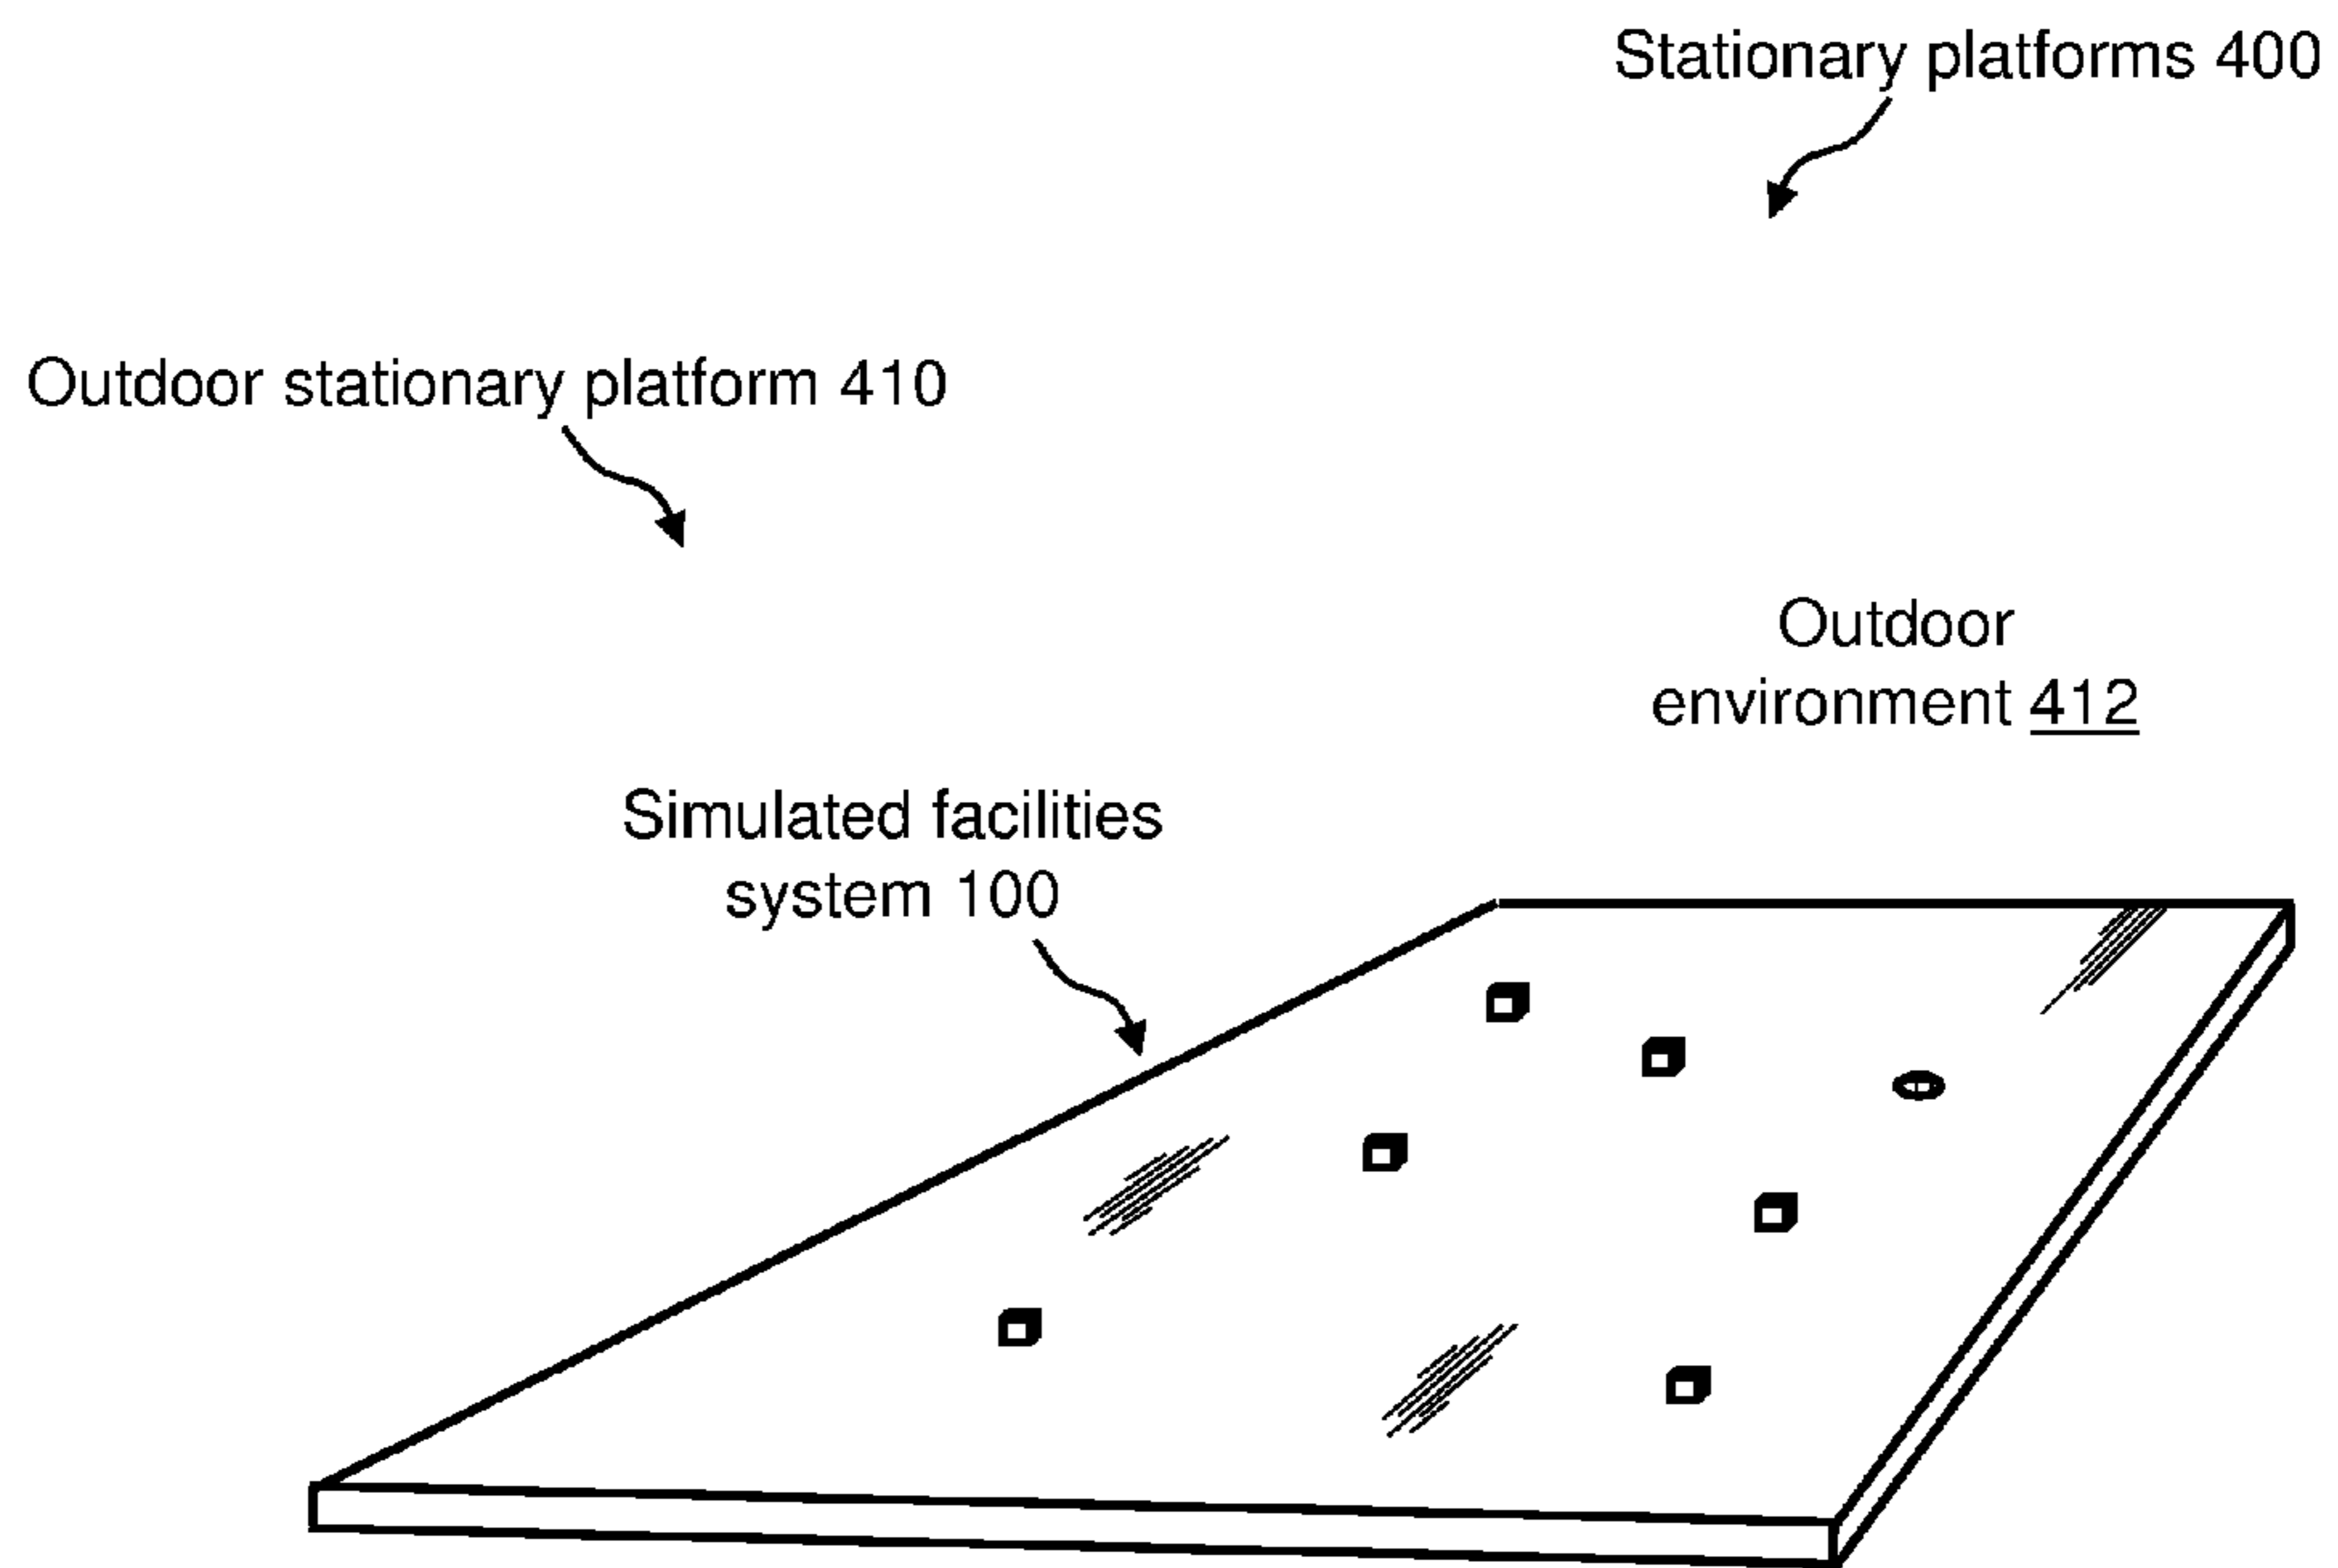 Stationary platforms 400
Outdoor stationary platform 410
Outdoor
environment 412
Simulated facilities
system 100